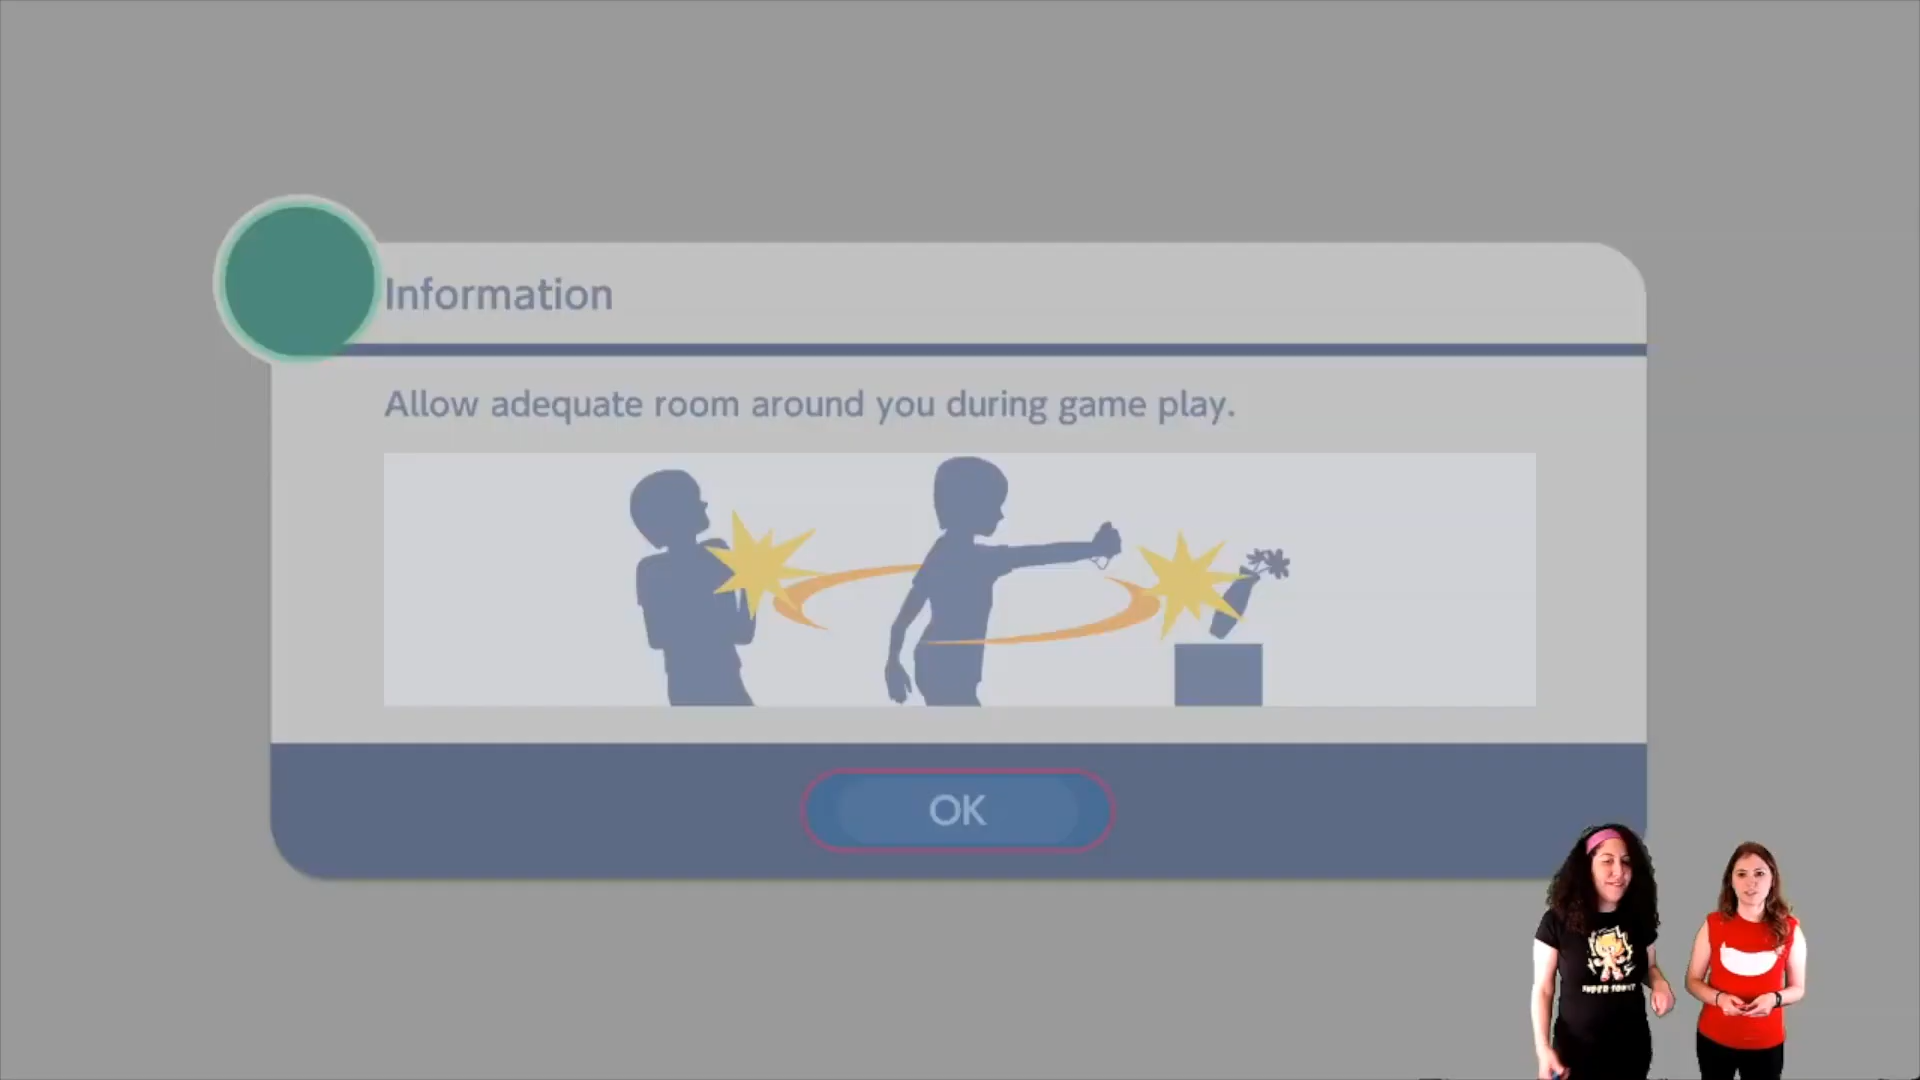 Information
Allow adequate room around you during game play.
OK